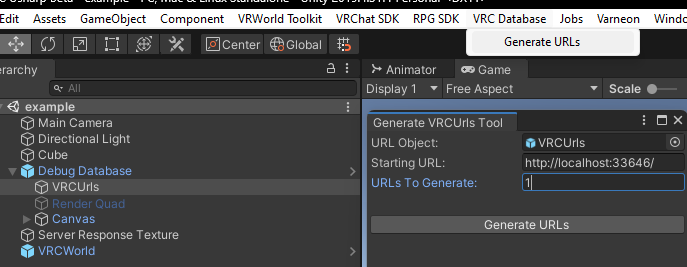 Edit Assets GameObject Component VRWorld Toolkit VRChat SDK RPG SDK VRC Database Jobs Varneon Window
Generate URLs
Center Global
Hierarchy
All
example
Main Camera
Directional Light
Cube
Debug Database
VRCUrls
Render Quad
Canvas
Server Response Texture
VRCWorld
Animator Game
Display 1 Free Aspect Scale
Generate VRCUrls Tool
URL Object: VRCUrls
Starting URL: http://localhost:33646/
URLs To Generate: 1
Generate URLs